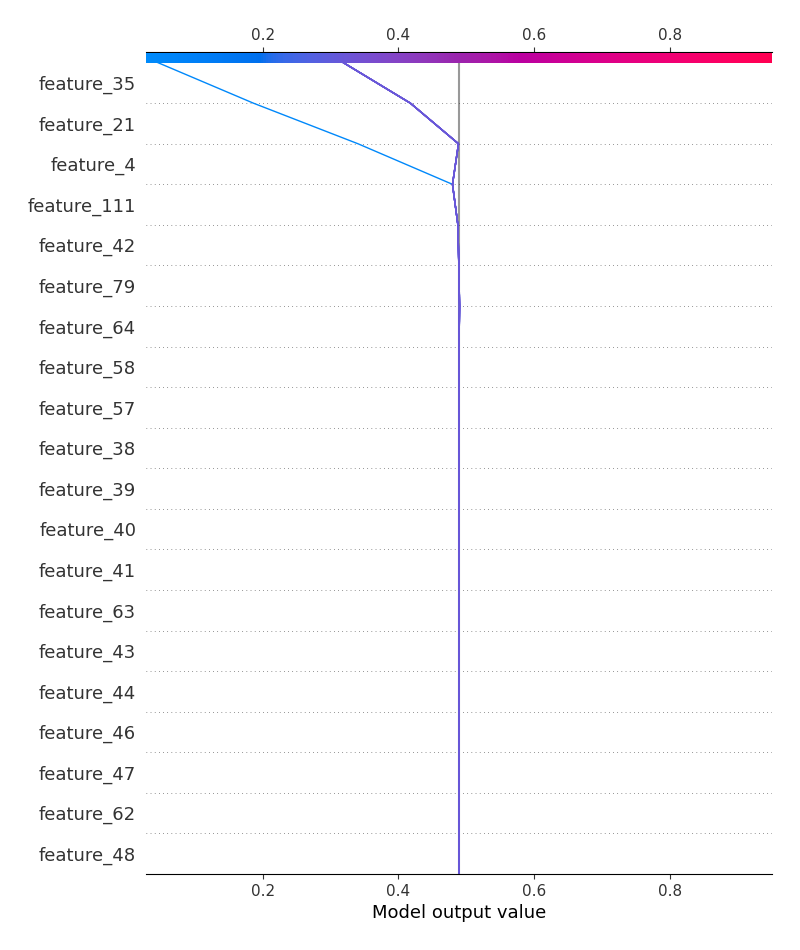 0.2 0.4 0.6 0.8
feature_35
feature_21
feature_4
feature_111
feature_42
feature_79
feature_64
feature_58
feature_57
feature_38
feature_39
feature_40
feature_41
feature_63
feature_43
feature_44
feature_46
feature_47
feature_62
feature_48
0.2 0.4 0.6 0.8
Model output value